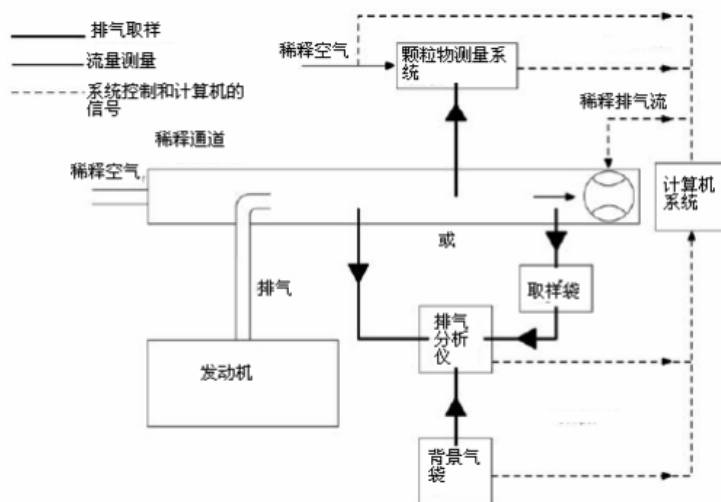 排气取样
流量测量
系统控制和计算机的
信号
稀释空气
颗粒物测量系
统
稀释排气流
稀释通道
稀释空气
计算机
系统
或
排气
取样袋
排气
分析
仪
发动机
背景气
袋